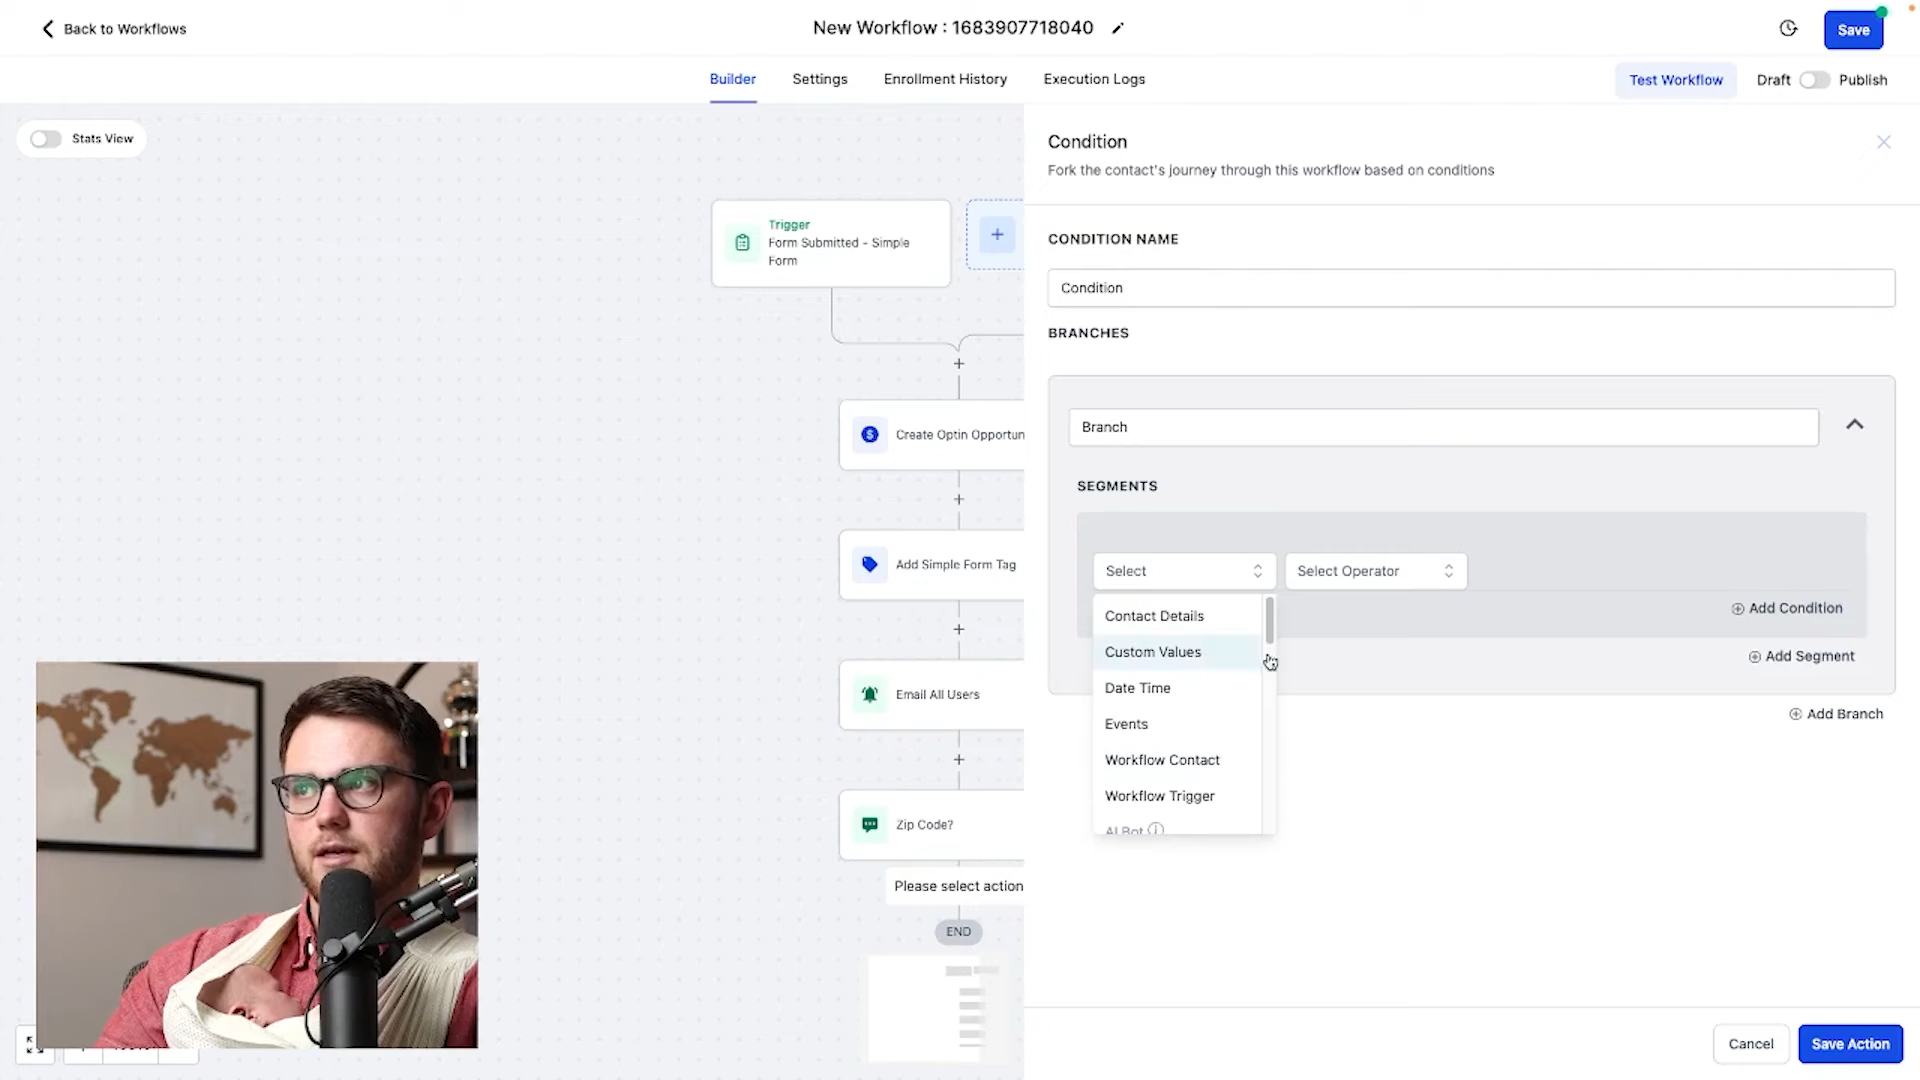 Back to Workflows
New Workflow : 1683907718040
Save
Builder
Settings
Enrollment History
Execution Logs
Test Workflow
Draft
Publish
Stats View
Trigger
Form Submitted - Simple
Form
Create Optin Opportun
Add Simple Form Tag
Email All Users
Zip Code?
Please select action
END
Condition
Fork the contact's journey through this workflow based on conditions
CONDITION NAME
Condition
BRANCHES
Branch
SEGMENTS
Select
Select Operator
Contact Details
Custom Values
Date Time
Events
Workflow Contact
Workflow Trigger
AI Bot
Add Condition
Add Segment
Add Branch
Cancel
Save Action